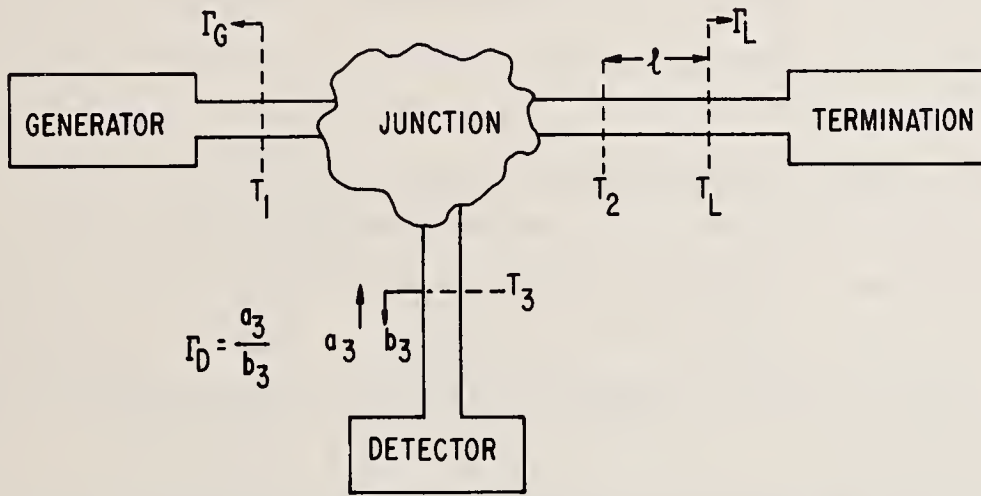 Γ_G
Γ_L
ℓ
GENERATOR
JUNCTION
TERMINATION
T_1
T_2
T_L
T_3
Γ_D = a_3 / b_3
a_3
b_3
DETECTOR